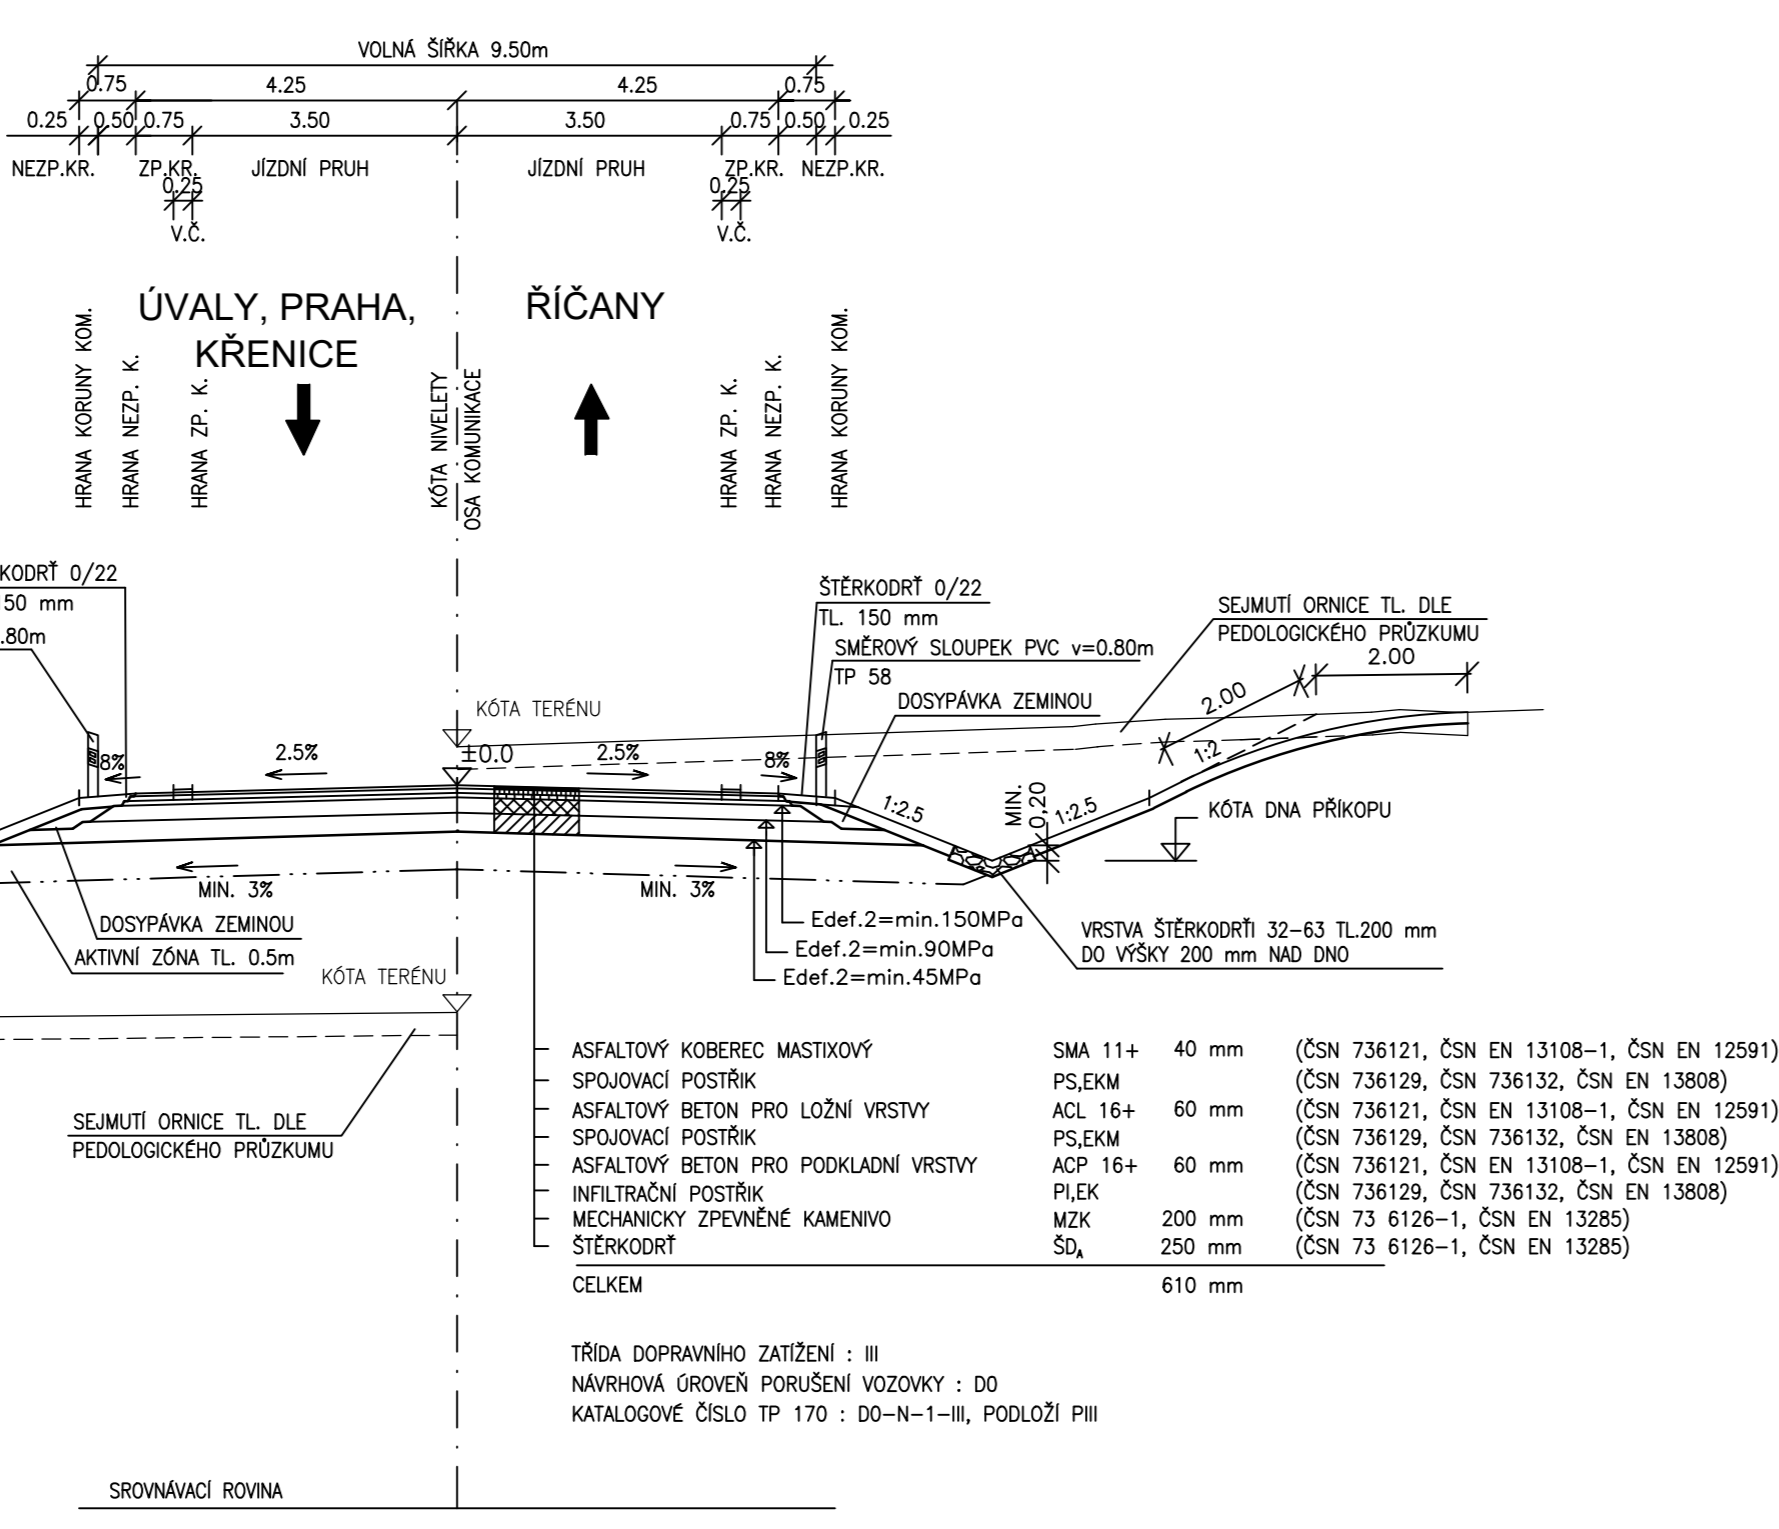 VOLNÁ ŠÍŘKA 9.50m
0.75 4.25 4.25 0.75
0.25 0.50 0.75 3.50 3.50 0.75 0.50 0.25
NEZP.KR. ZP.KR. JÍZDNÍ PRUH JÍZDNÍ PRUH ZP.KR. NEZP.KR.
0.25 0.25
V.Č. V.Č.
ÚVALY, PRAHA,
KŘENICE
ŘÍČANY
HRANA KORUNY KOM.
HRANA NEZP. K.
HRANA ZP. K.
KÓTA NIVELETY
OSA KOMUNIKACE
HRANA ZP. K.
HRANA NEZP. K.
HRANA KORUNY KOM.
KODRŤ 0/22
50 mm
.80m
ŠTĚRKODRŤ 0/22
TL. 150 mm
SMĚROVÝ SLOUPEK PVC v=0.80m
TP 58
DOSYPÁVKA ZEMINOU
SEJMUTÍ ORNICE TL. DLE
PEDOLOGICKÉHO PRŮZKUMU
2.00
2.00
KÓTA TERÉNU
±0.0
8% 2.5% 2.5% 8%
1:2
1:2.5
MIN.
0,20
1:2.5
KÓTA DNA PŘÍKOPU
MIN. 3% MIN. 3%
DOSYPÁVKA ZEMINOU
AKTIVNÍ ZÓNA TL. 0.5m
Edef.2=min.150MPa
Edef.2=min.90MPa
Edef.2=min.45MPa
VRSTVA ŠTĚRKODRŤI 32-63 TL.200 mm
DO VÝŠKY 200 mm NAD DNO
KÓTA TERÉNU
SEJMUTÍ ORNICE TL. DLE
PEDOLOGICKÉHO PRŮZKUMU
ASFALTOVÝ KOBEREC MASTIXOVÝ SMA 11+ 40 mm (ČSN 736121, ČSN EN 13108-1, ČSN EN 12591)
SPOJOVACÍ POSTŘIK PS,EKM (ČSN 736129, ČSN 736132, ČSN EN 13808)
ASFALTOVÝ BETON PRO LOŽNÍ VRSTVY ACL 16+ 60 mm (ČSN 736121, ČSN EN 13108-1, ČSN EN 12591)
SPOJOVACÍ POSTŘIK PS,EKM (ČSN 736129, ČSN 736132, ČSN EN 13808)
ASFALTOVÝ BETON PRO PODKLADNÍ VRSTVY ACP 16+ 60 mm (ČSN 736121, ČSN EN 13108-1, ČSN EN 12591)
INFILTRAČNÍ POSTŘIK PI,EK (ČSN 736129, ČSN 736132, ČSN EN 13808)
MECHANICKY ZPEVNĚNÉ KAMENIVO MZK 200 mm (ČSN 73 6126-1, ČSN EN 13285)
ŠTĚRKODRŤ ŠDA 250 mm (ČSN 73 6126-1, ČSN EN 13285)
CELKEM 610 mm
TŘÍDA DOPRAVNÍHO ZATÍŽENÍ : III
NÁVRHOVÁ ÚROVEŇ PORUŠENÍ VOZOVKY : D0
KATALOGOVÉ ČÍSLO TP 170 : D0-N-1-III, PODLOŽÍ PIII
SROVNÁVACÍ ROVINA